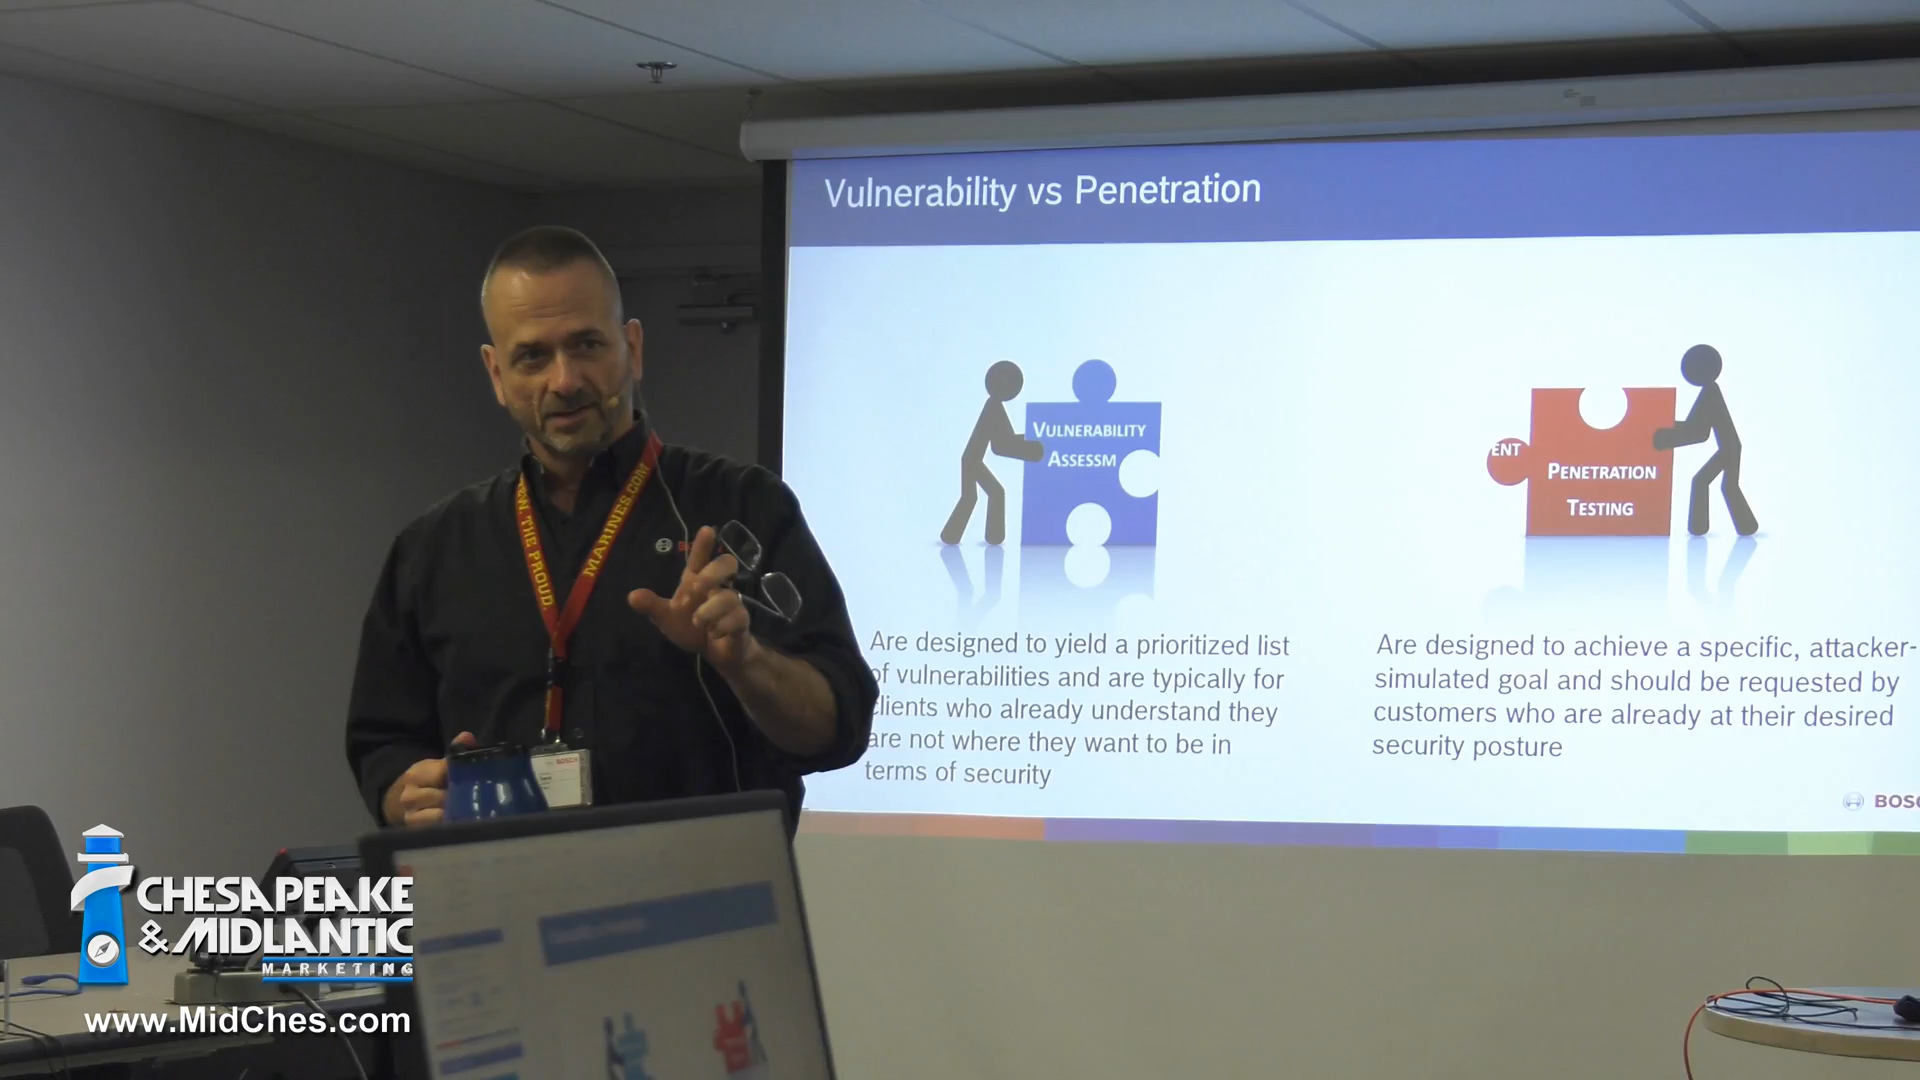 Vulnerability vs Penetration
VULNERABILITY
ASSESSM
ENT
PENETRATION
TESTING
Are designed to yield a prioritized list
of vulnerabilities and are typically for
clients who already understand they
are not where they want to be in
terms of security
Are designed to achieve a specific, attacker-
simulated goal and should be requested by
customers who are already at their desired
security posture
BOSC
EW. THE PROUD.
MARINES.COM
BOSCH
CHESAPEAKE
& MIDLANTIC
MARKETING
www.MidChes.com